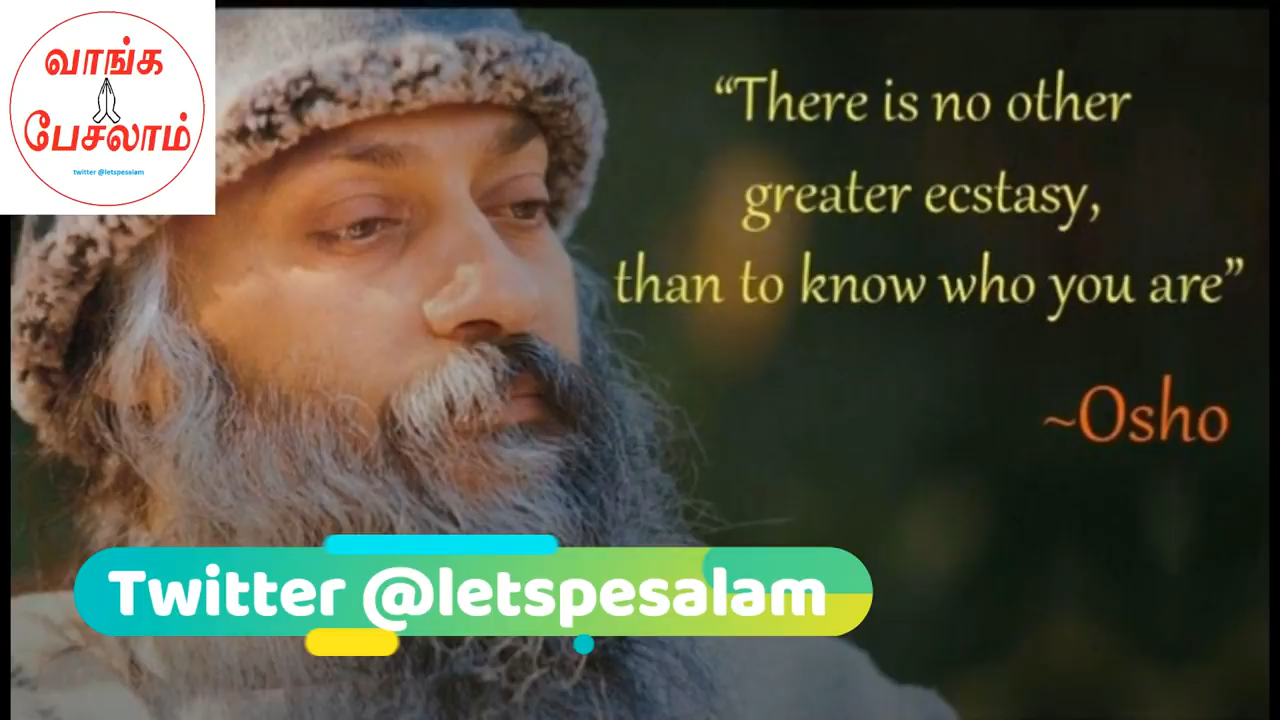 வாங்க
பேசலாம்
twitter @letspesalam
“There is no other
greater ecstasy,
than to know who you are”
~Osho
Twitter @letspesalam